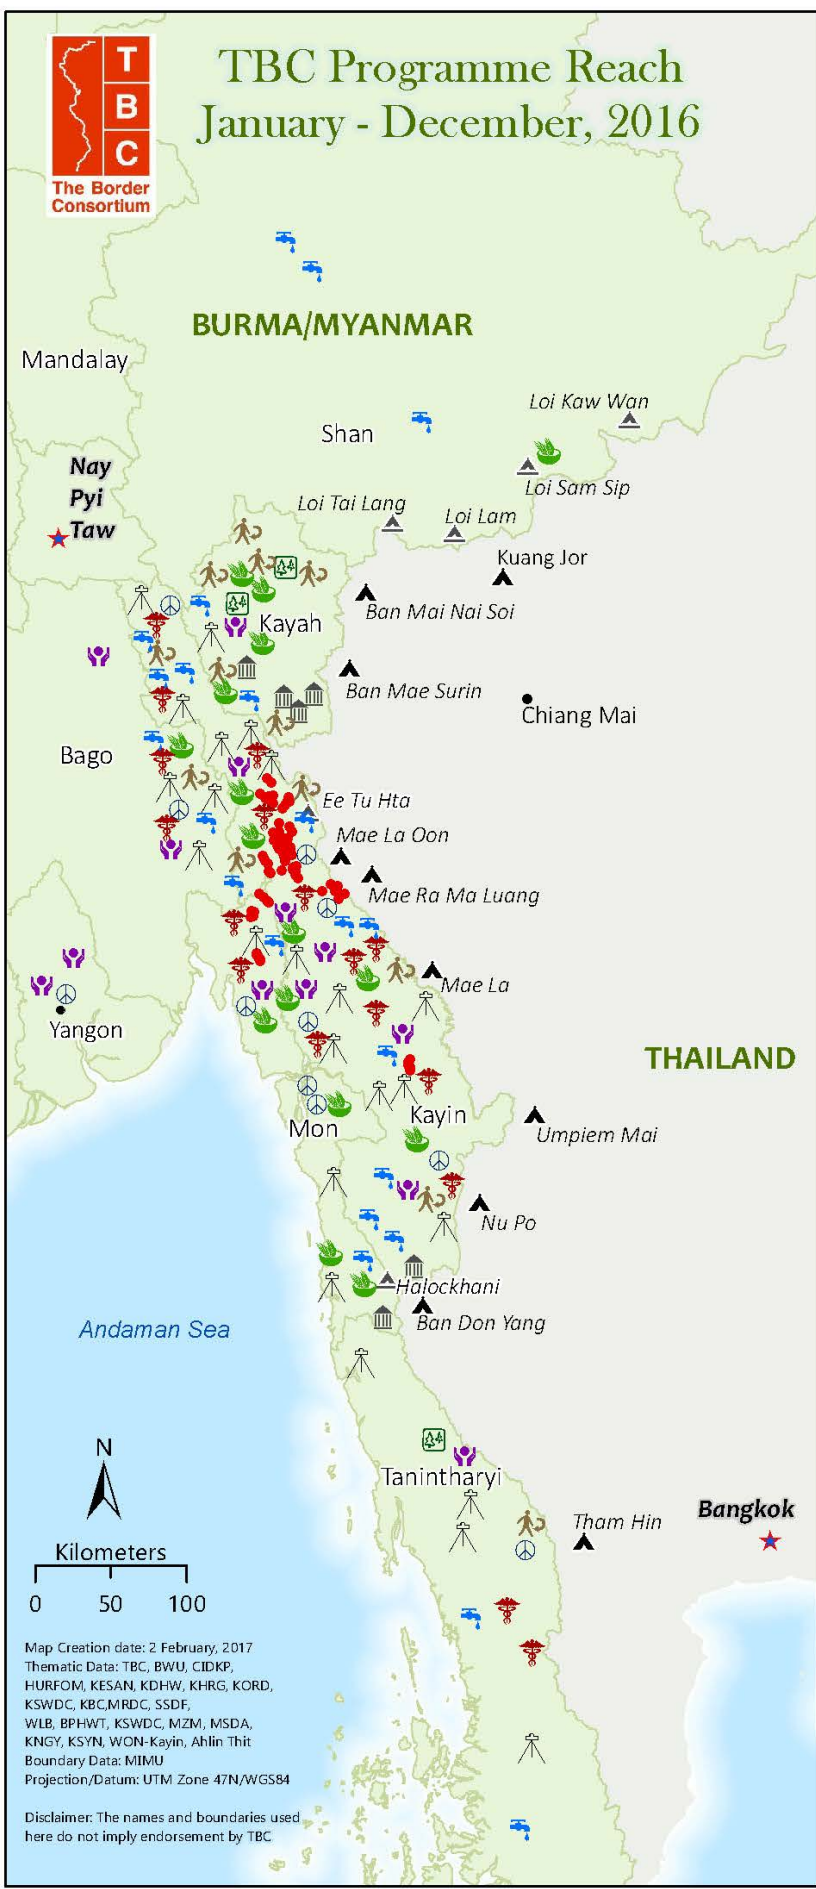 TBC Programme Reach
January - December, 2016
T
B
C
The Border
Consortium
BURMA/MYANMAR
Mandalay
Loi Kaw Wan
Shan
Nay
Pyi
Taw
Loi Sam Sip
Loi Tai Lang
Loi Lam
Kuang Jor
Ban Mai Nai Soi
Kayah
Ban Mae Surin
Chiang Mai
Bago
Ee Tu Hta
Mae La Oon
Mae Ra Ma Luang
Mae La
Yangon
THAILAND
Kayin
Mon
Umpiem Mai
Nu Po
Halockhani
Ban Don Yang
Andaman Sea
N
Tanintharyi
Bangkok
Tham Hin
Kilometers
0 50 100
Map Creation date: 2 February, 2017
Thematic Data: TBC, BWU, CIDKP,
HURFOM, KESAN, KDHW, KHRG, KORD,
KSWDC, KBC,MRDC, SSDF,
WLB, BPHWT, KSWDC, MZM, MSDA,
KNGY, KSYN, WON-Kayin, Ahlin Thit
Boundary Data: MIMU
Projection/Datum: UTM Zone 47N/WGS84
Disclaimer: The names and boundaries used
here do not imply endorsement by TBC